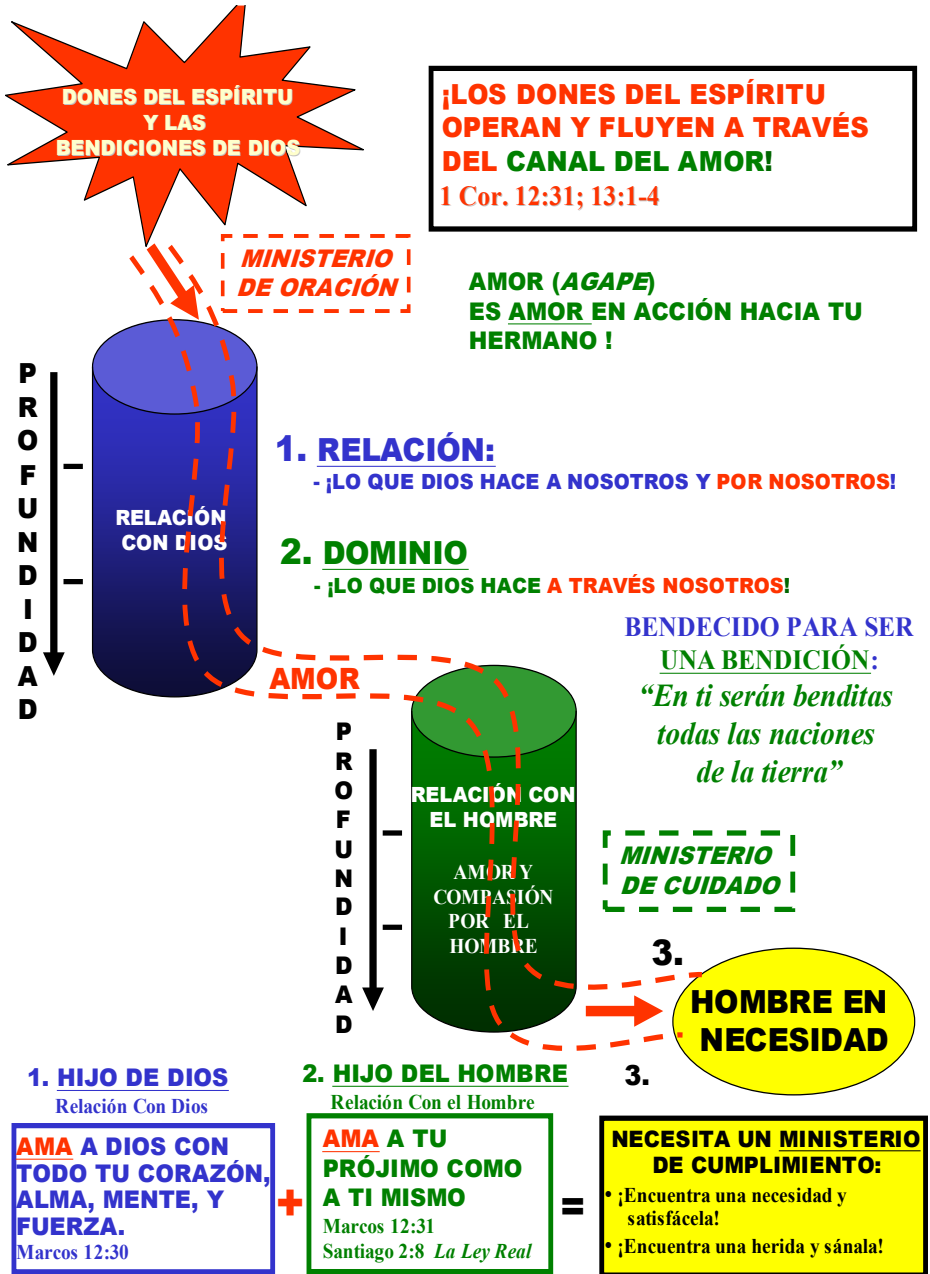 DONES DEL ESPÍRITU
Y LAS
BENDICIONES DE DIOS
¡LOS DONES DEL ESPÍRITU
OPERAN Y FLUYEN A TRAVÉS
DEL CANAL DEL AMOR!
1 Cor. 12:31; 13:1-4
MINISTERIO
DE ORACIÓN
AMOR (AGAPE)
ES AMOR EN ACCIÓN HACIA TU
HERMANO !
PROFUNDIDAD
RELACIÓN
CON DIOS
1. RELACIÓN:
- ¡LO QUE DIOS HACE A NOSOTROS Y POR NOSOTROS!
2. DOMINIO
- ¡LO QUE DIOS HACE A TRAVÉS NOSOTROS!
BENDECIDO PARA SER
UNA BENDICIÓN:
“En ti serán benditas
todas las naciones
de la tierra”
AMOR
PROFUNDIDAD
RELACIÓN CON
EL HOMBRE
AMOR Y
COMPASIÓN
POR EL
HOMBRE
MINISTERIO
DE CUIDADO
3.
HOMBRE EN
NECESIDAD
1. HIJO DE DIOS
Relación Con Dios
AMA A DIOS CON
TODO TU CORAZÓN,
ALMA, MENTE, Y
FUERZA.
Marcos 12:30
+
2. HIJO DEL HOMBRE
Relación Con el Hombre
AMA A TU
PRÓJIMO COMO
A TI MISMO
Marcos 12:31
Santiago 2:8 La Ley Real
=
3.
NECESITA UN MINISTERIO
DE CUMPLIMIENTO:
• ¡Encuentra una necesidad y
satisfácela!
• ¡Encuentra una herida y sánala!